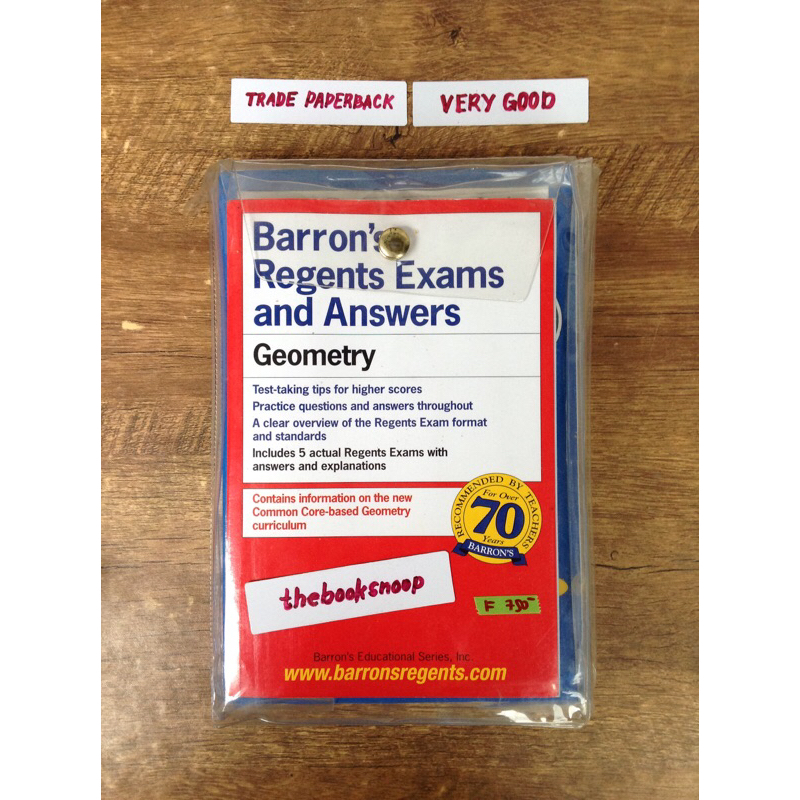 TRADE PAPERBACK
VERY GOOD
Barron's
Regents Exams
and Answers
Geometry
Test-taking tips for higher scores
Practice questions and answers throughout
A clear overview of the Regents Exam format
and standards
Includes 5 actual Regents Exams with
answers and explanations
Contains information on the new
Common Core-based Geometry
curriculum
RECOMMENDED BY TEACHERS
For Over
70
Years
BARRON'S
thebooksnoop
F 750-
Barron's Educational Series, Inc.
www.barronsregents.com